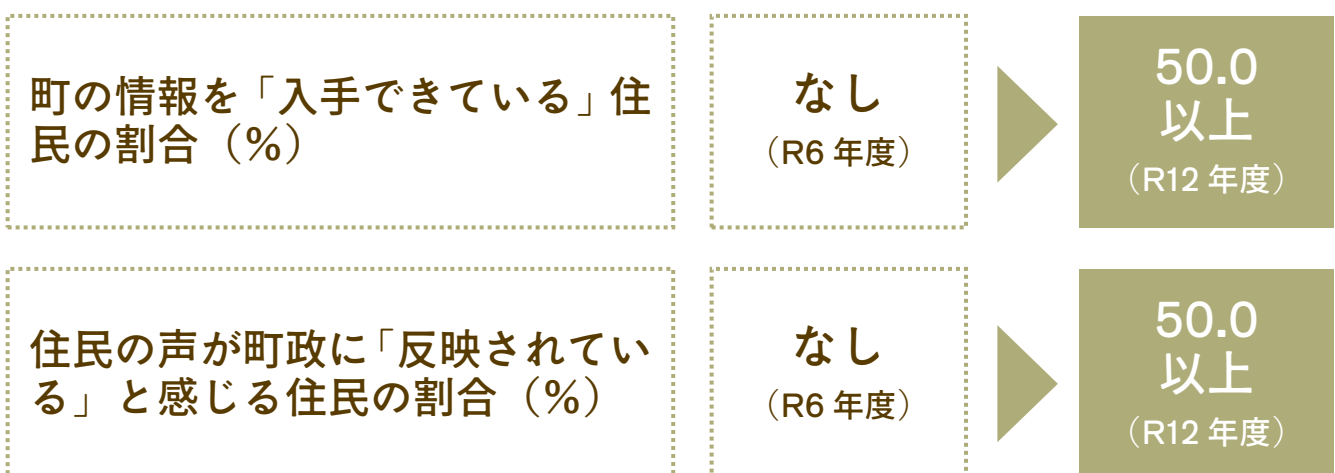 町の情報を「入手できている」住
民の割合（%）
なし
（R6 年度）
50.0
以上
（R12 年度）
住民の声が町政に「反映されてい
る」と感じる住民の割合（%）
なし
（R6 年度）
50.0
以上
（R12 年度）